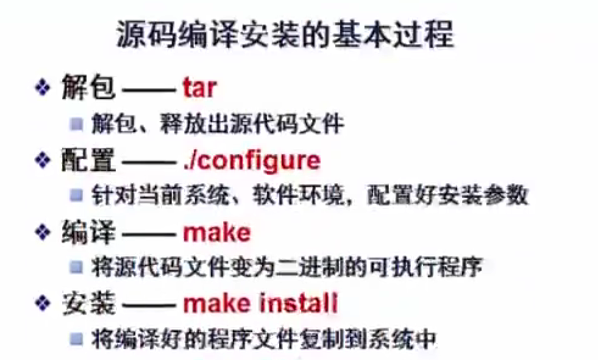 源码编译安装的基本过程
解包 —— tar
解包、释放出源代码文件
配置 —— ./configure
针对当前系统、软件环境，配置好安装参数
编译 —— make
将源代码文件变为二进制的可执行程序
安装 —— make install
将编译好的程序文件复制到系统中